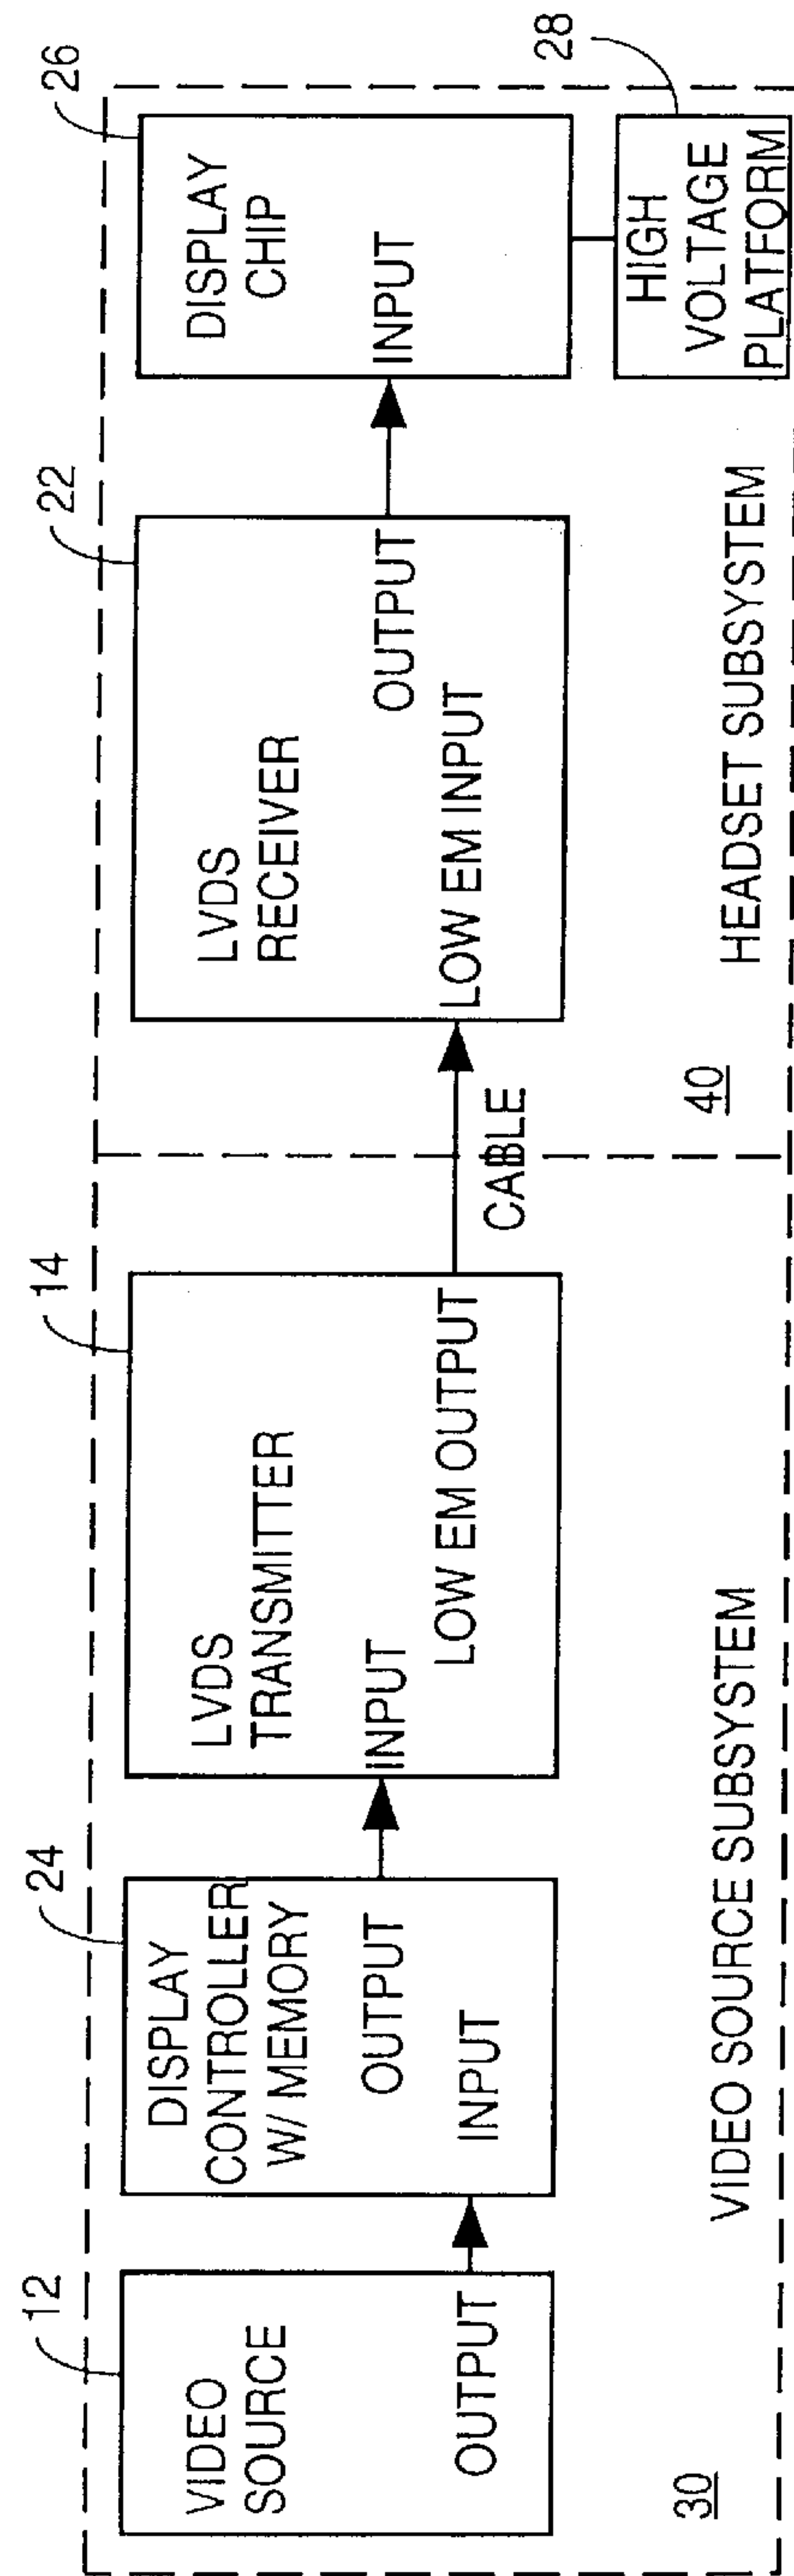 12
VIDEO
SOURCE
OUTPUT
24
DISPLAY
CONTROLLER
W/ MEMORY
OUTPUT
INPUT
14
LVDS
TRANSMITTER
INPUT
LOW EM OUTPUT
CABLE
22
LVDS
RECEIVER
OUTPUT
LOW EM INPUT
26
DISPLAY
CHIP
INPUT
28
HIGH
VOLTAGE
PLATFORM
30
VIDEO SOURCE SUBSYSTEM
40
HEADSET SUBSYSTEM